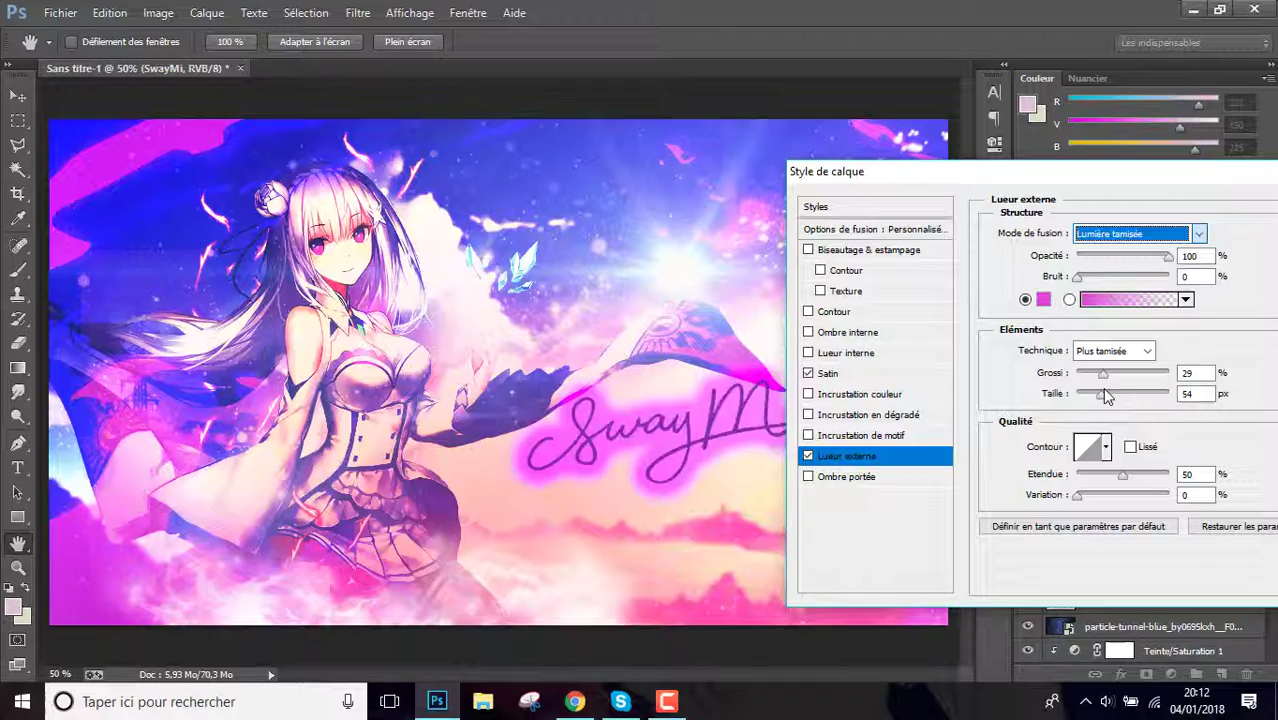 Ps Fichier Edition Image Calque Texte Sélection Filtre Affichage Fenêtre Aide
Défilement des fenêtres 100 % Adapter à l'écran Plein écran Les indispensables
Sans titre-1 @ 50% (SwayMi, RVB/8) * Couleur Nuancier
R
V 150
B 225
Style de calque
Styles
Options de fusion : Personnalisé...
Biseautage & estampage
Contour
Texture
Contour
Ombre interne
Lueur interne
Satin
Incrustation couleur
Incrustation en dégradé
Incrustation de motif
Lueur externe
Ombre portée
Lueur externe
Structure
Mode de fusion : Lumière tamisée
Opacité : 100 %
Bruit : 0 %
Eléments
Technique : Plus tamisée
Grossi : 29 %
Taille : 54 px
Qualité
Contour : Lissé
Etendue : 50 %
Variation : 0 %
Définir en tant que paramètres par défaut Restaurer les para
SwayM
particle-tunnel-blue_by0695kxh__F0...
Teinte/Saturation 1
50 % Doc : 5,93 Mo/70,3 Mo
Taper ici pour rechercher
Ps
20:12
04/01/2018